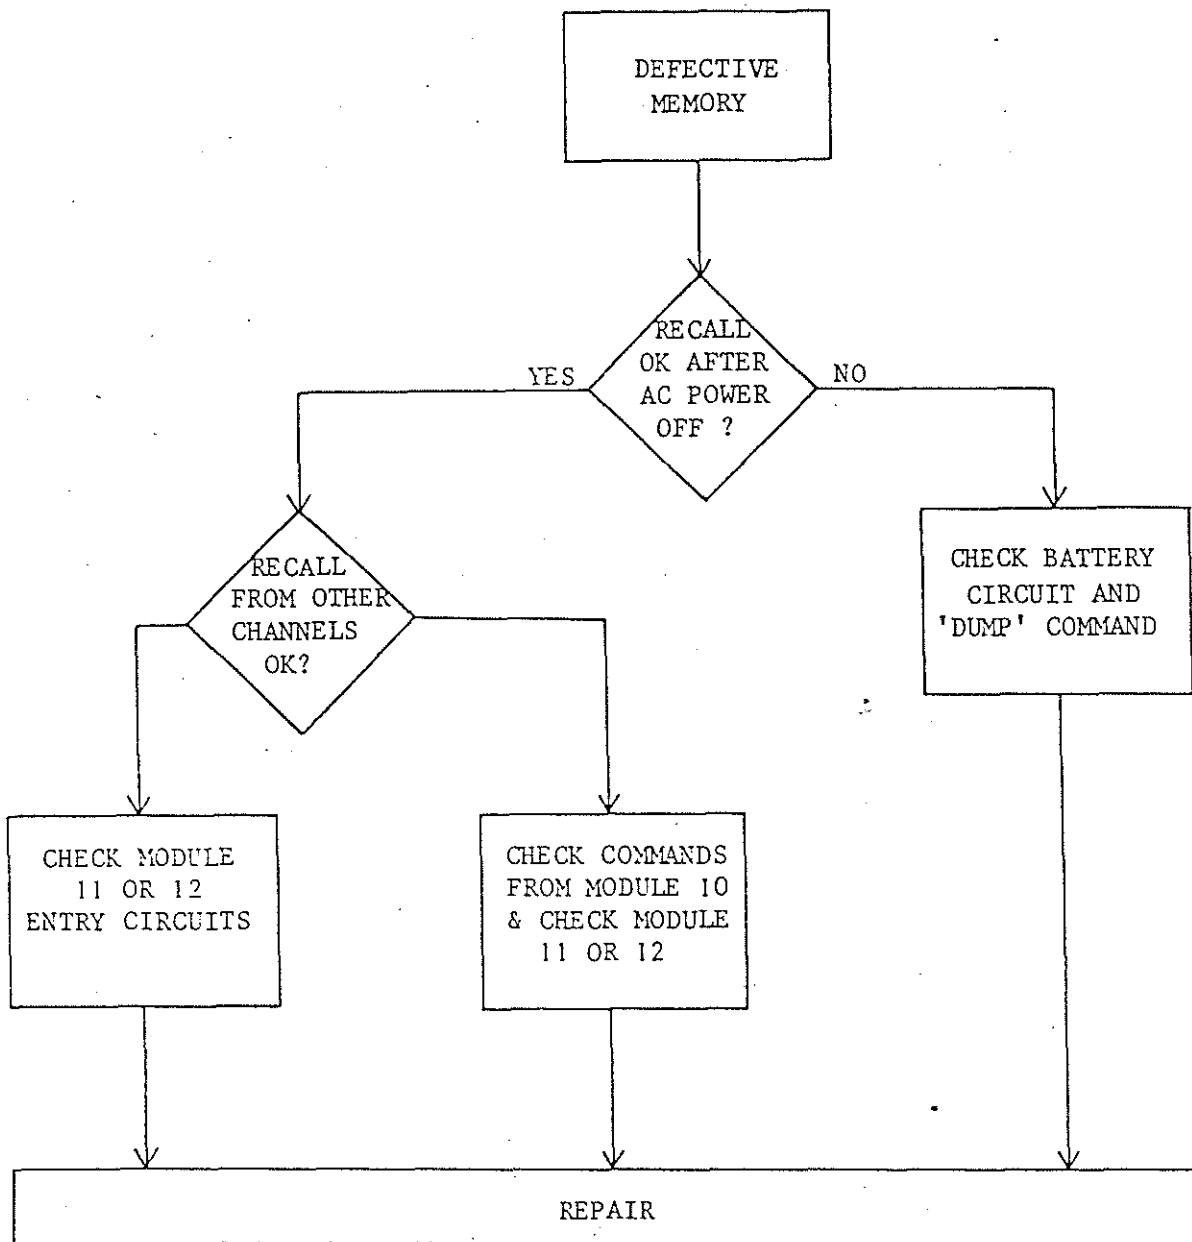 DEFECTIVE
MEMORY
RECALL
OK AFTER
AC POWER
OFF ?
YES
NO
RECALL
FROM OTHER
CHANNELS
OK?
CHECK BATTERY
CIRCUIT AND
'DUMP' COMMAND
CHECK MODULE
11 OR 12
ENTRY CIRCUITS
CHECK COMMANDS
FROM MODULE 10
& CHECK MODULE
11 OR 12
REPAIR